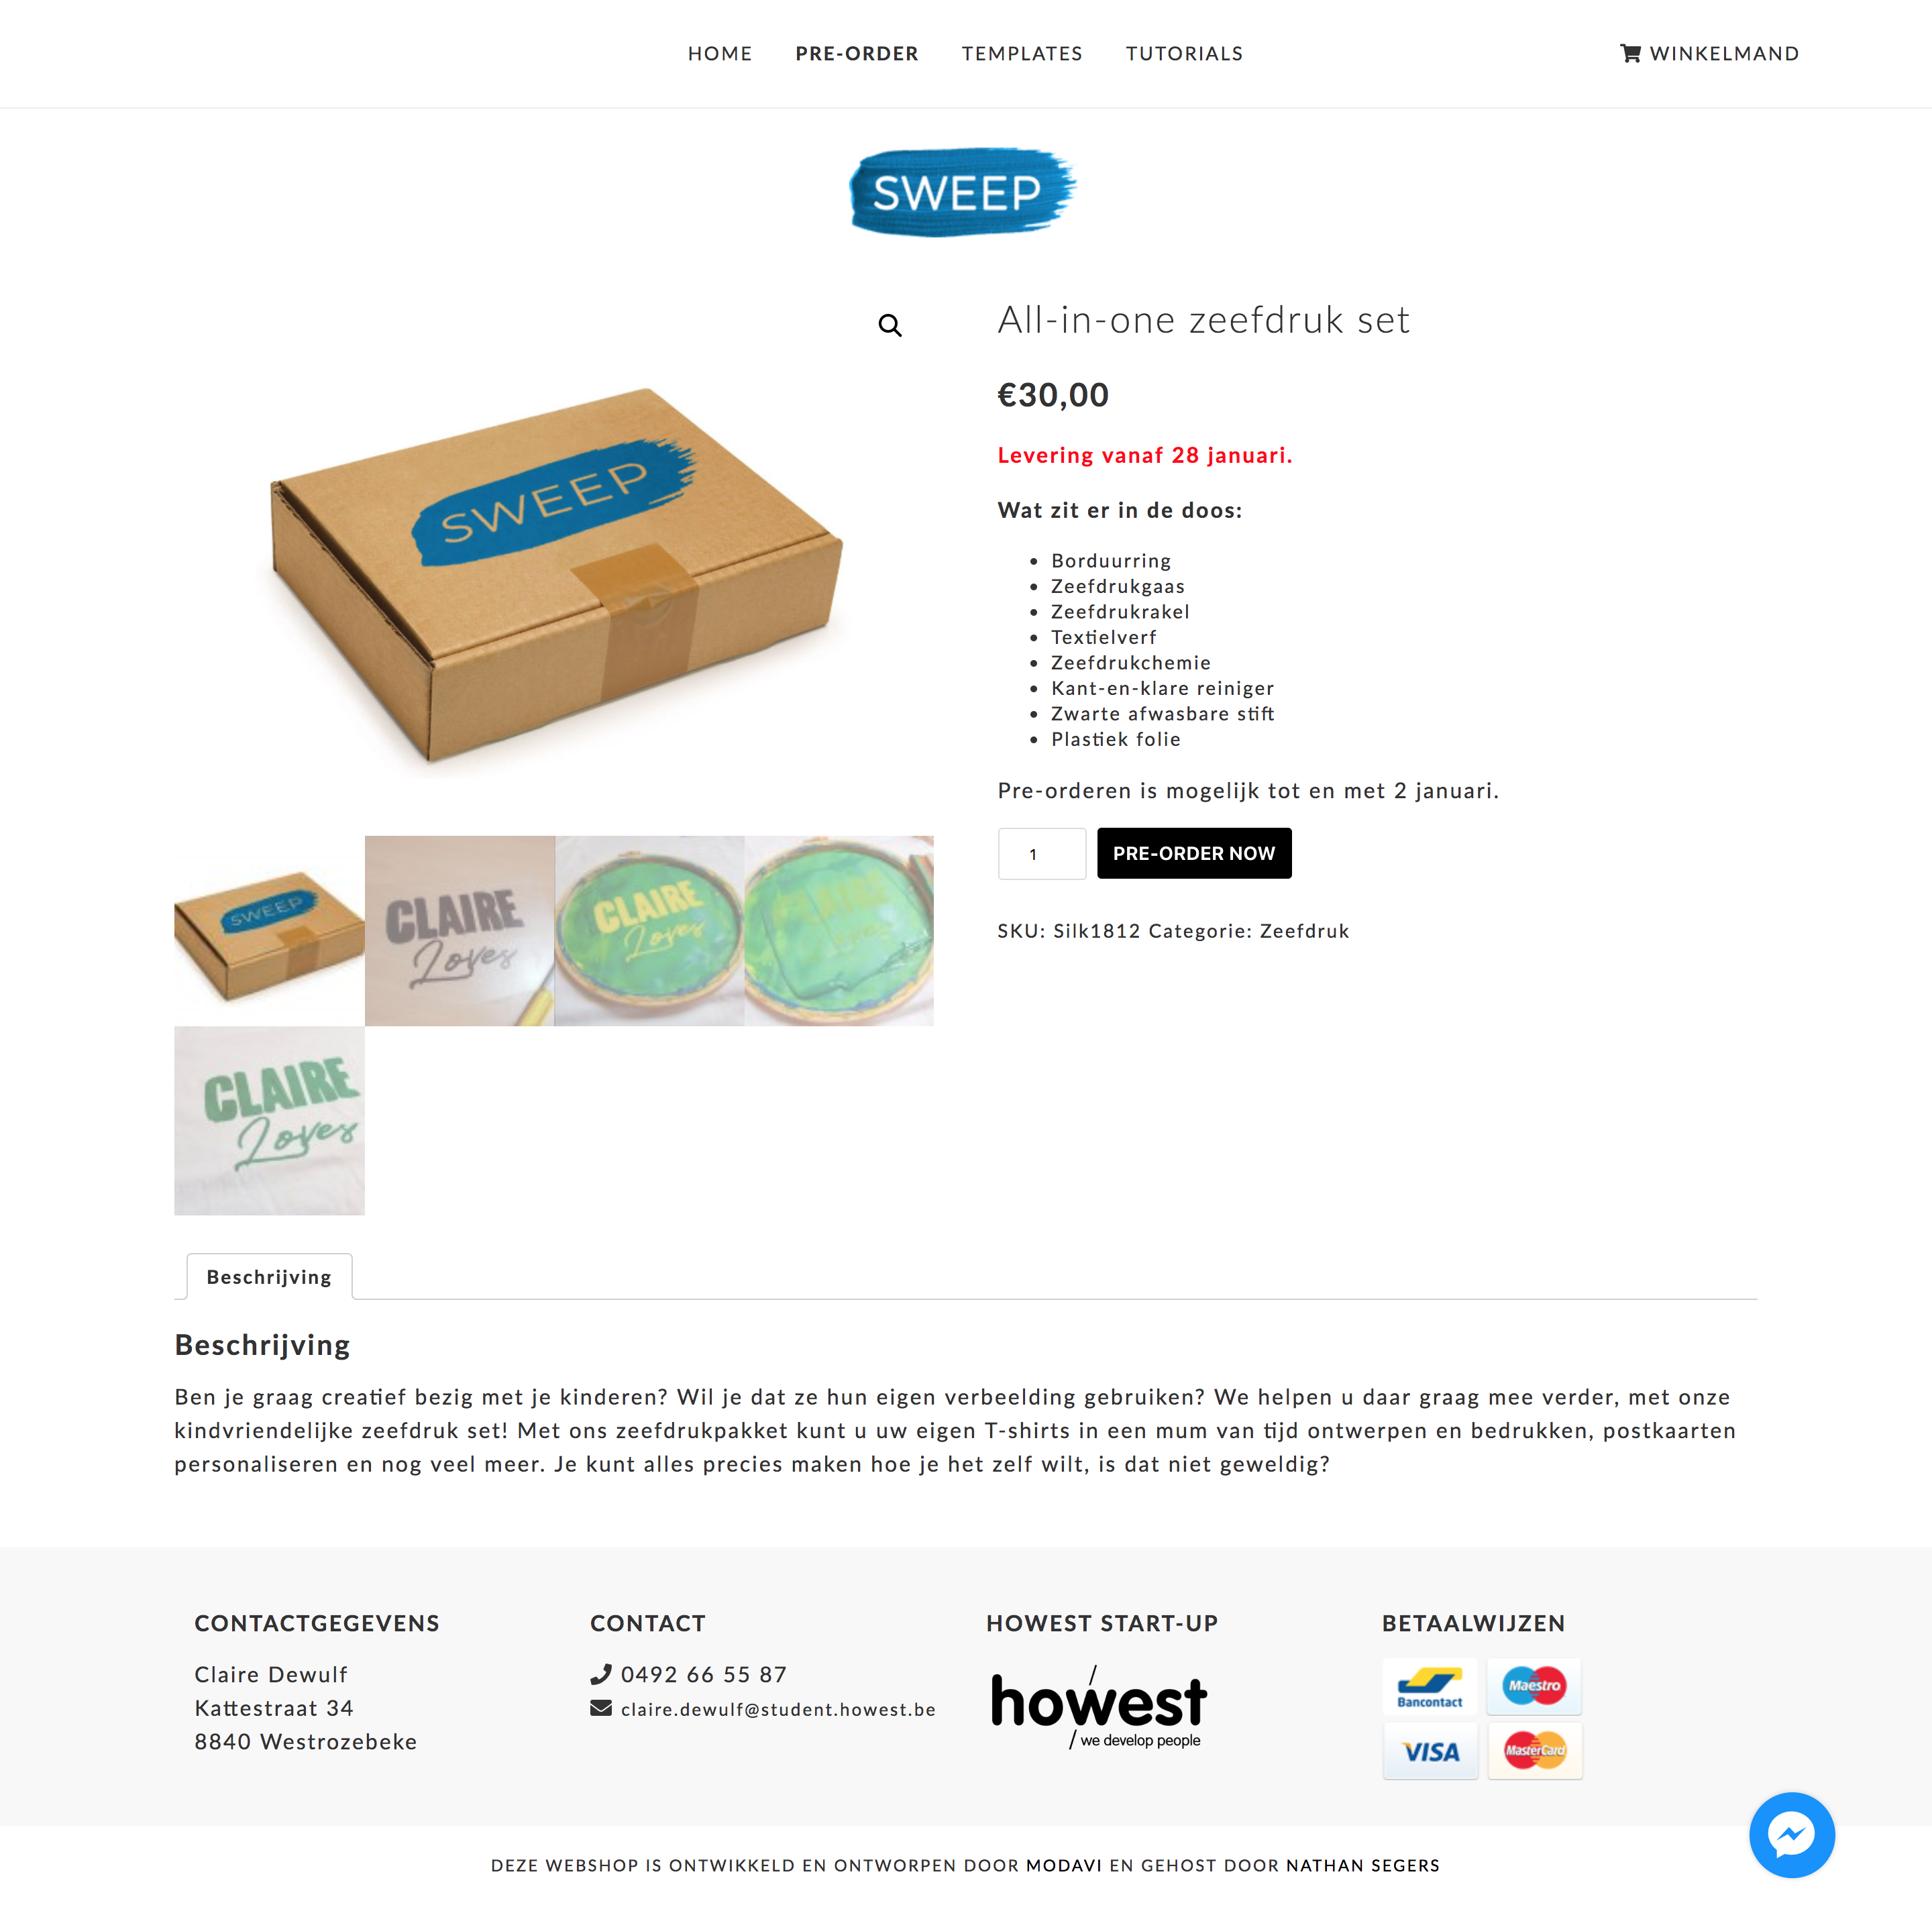 HOME PRE-ORDER TEMPLATES TUTORIALS WINKELMAND
SWEEP
All-in-one zeefdruk set
€30,00
Levering vanaf 28 januari.
Wat zit er in de doos:
Borduurring
Zeefdrukgaas
Zeefdrukrakel
Textielverf
Zeefdrukchemie
Kant-en-klare reiniger
Zwarte afwasbare stift
Plastiek folie
Pre-orderen is mogelijk tot en met 2 januari.
1 PRE-ORDER NOW
SKU: Silk1812 Categorie: Zeefdruk
SWEEP
SWEEP
CLAIRE
Loves
CLAIRE
Loves
CLAIRE
Loves
CLAIRE
Loves
Beschrijving
Beschrijving
Ben je graag creatief bezig met je kinderen? Wil je dat ze hun eigen verbeelding gebruiken? We helpen u daar graag mee verder, met onze
kindvriendelijke zeefdruk set! Met ons zeefdrukpakket kunt u uw eigen T-shirts in een mum van tijd ontwerpen en bedrukken, postkaarten
personaliseren en nog veel meer. Je kunt alles precies maken hoe je het zelf wilt, is dat niet geweldig?
CONTACTGEGEVENS
Claire Dewulf
Kattestraat 34
8840 Westrozebeke
CONTACT
0492 66 55 87
claire.dewulf@student.howest.be
HOWEST START-UP
howest
we develop people
BETAALWIJZEN
Bancontact Maestro
VISA MasterCard
DEZE WEBSHOP IS ONTWIKKELD EN ONTWORPEN DOOR MODAVI EN GEHOST DOOR NATHAN SEGERS